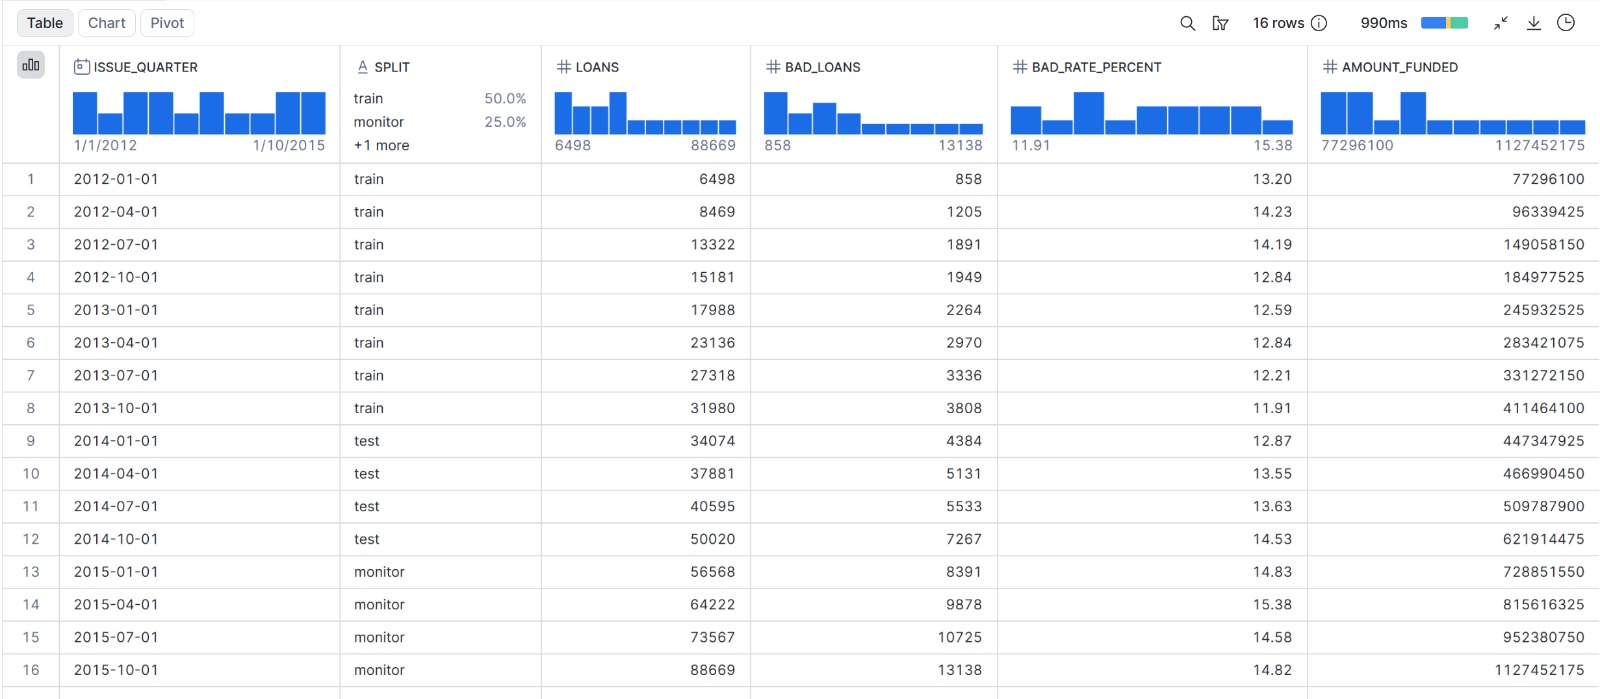 Table Chart Pivot 16 rows 990ms
ISSUE_QUARTER SPLIT LOANS BAD_LOANS BAD_RATE_PERCENT AMOUNT_FUNDED
train 50.0%
monitor 25.0%
1/1/2012 1/10/2015 +1 more 6498 88669 858 13138 11.91 15.38 77296100 1127452175
1 2012-01-01 train 6498 858 13.20 77296100
2 2012-04-01 train 8469 1205 14.23 96339425
3 2012-07-01 train 13322 1891 14.19 149058150
4 2012-10-01 train 15181 1949 12.84 184977525
5 2013-01-01 train 17988 2264 12.59 245932525
6 2013-04-01 train 23136 2970 12.84 283421075
7 2013-07-01 train 27318 3336 12.21 331272150
8 2013-10-01 train 31980 3808 11.91 411464100
9 2014-01-01 test 34074 4384 12.87 447347925
10 2014-04-01 test 37881 5131 13.55 466990450
11 2014-07-01 test 40595 5533 13.63 509787900
12 2014-10-01 test 50020 7267 14.53 621914475
13 2015-01-01 monitor 56568 8391 14.83 728851550
14 2015-04-01 monitor 64222 9878 15.38 815616325
15 2015-07-01 monitor 73567 10725 14.58 952380750
16 2015-10-01 monitor 88669 13138 14.82 1127452175